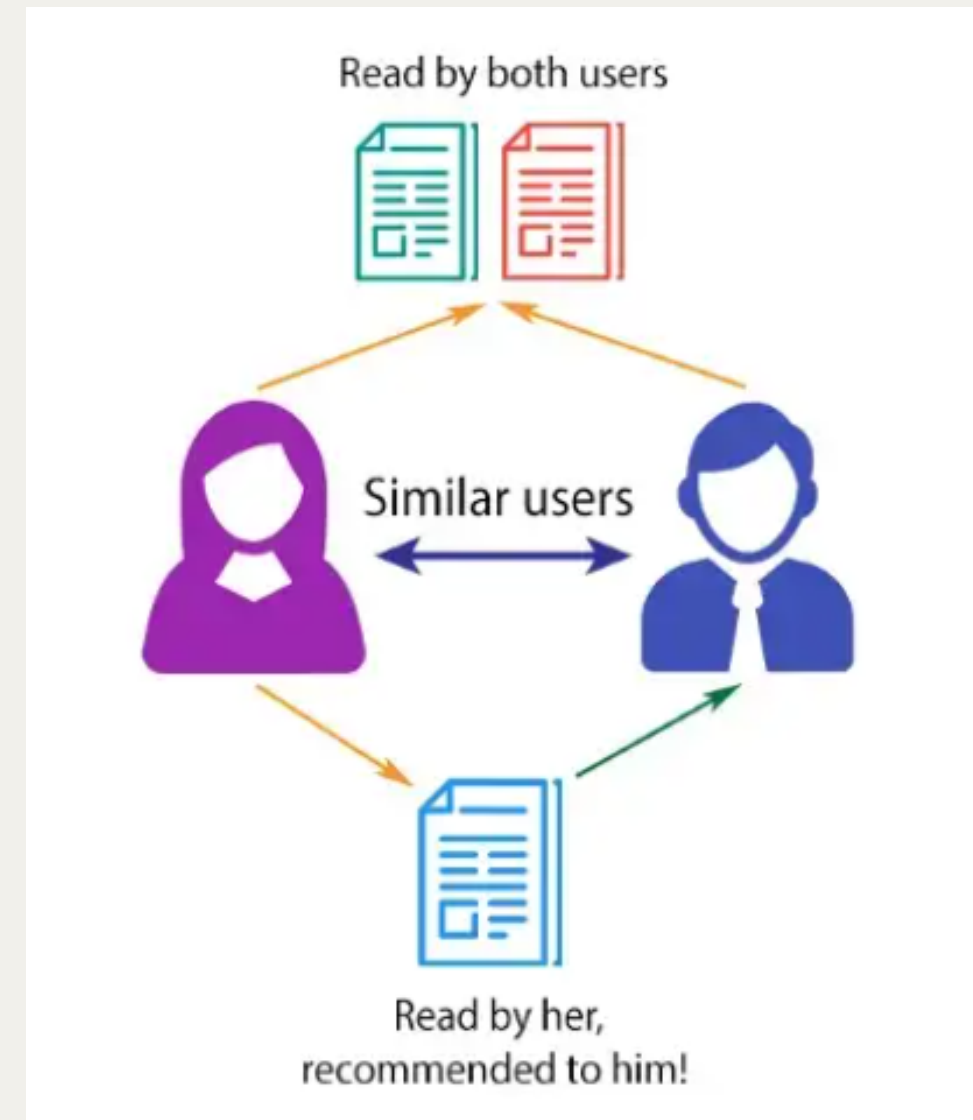 Read by both users
Similar users
Read by her,
recommended to him!